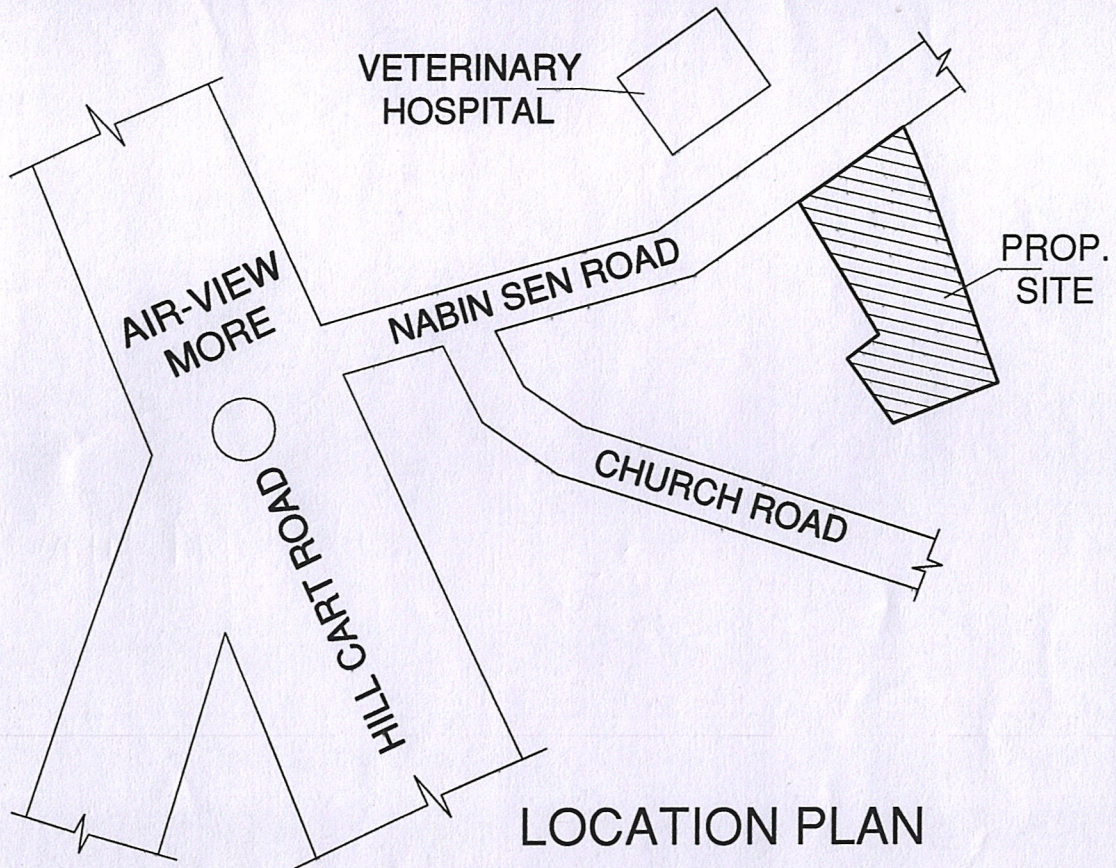 VETERINARY
HOSPITAL
PROP.
SITE
AIR-VIEW
MORE
NABIN SEN ROAD
CHURCH ROAD
HILL CART ROAD
LOCATION PLAN